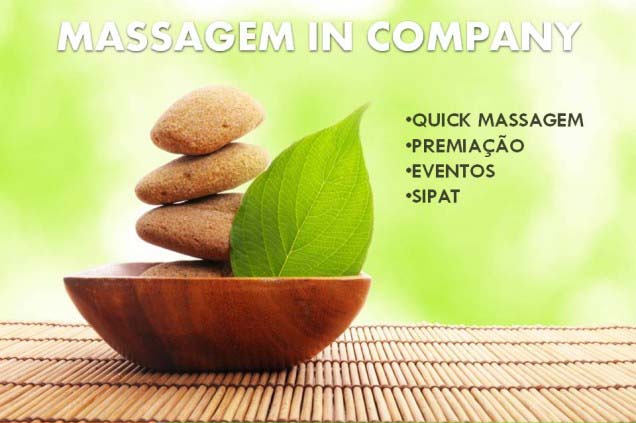 MASSAGEM IN COMPANY
•QUICK MASSAGEM
•PREMIAÇÃO
•EVENTOS
•SIPAT